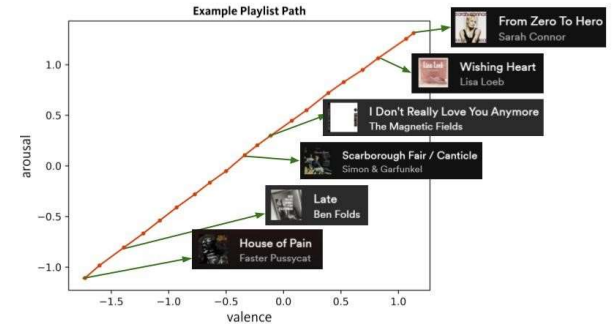 Example Playlist Path
From Zero To Hero
Sarah Connor
Wishing Heart
Lisa Loeb
I Don't Really Love You Anymore
The Magnetic Fields
Scarborough Fair / Canticle
Simon & Garfunkel
Late
Ben Folds
House of Pain
Faster Pussycat
arousal
1.0
0.5
0.0
−0.5
−1.0
−1.5
−1.0
−0.5
0.0
0.5
1.0
valence